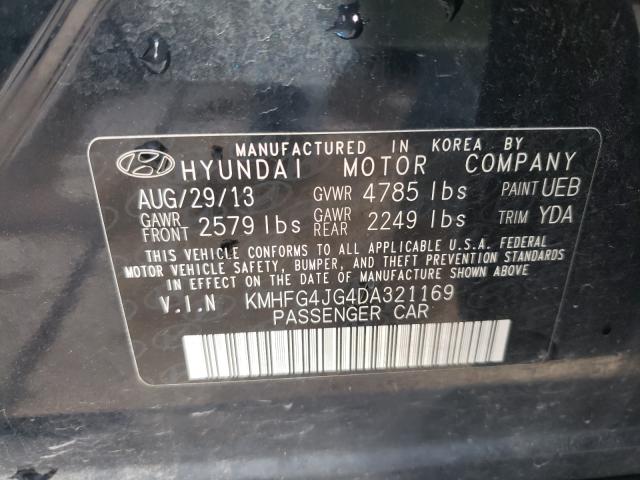 MANUFACTURED IN KOREA BY
HYUNDAI MOTOR COMPANY
AUG/29/13 GVWR 4785 lbs PAINT UEB
GAWR FRONT 2579 lbs GAWR REAR 2249 lbs TRIM YDA
THIS VEHICLE CONFORMS TO ALL APPLICABLE U.S.A. FEDERAL
MOTOR VEHICLE SAFETY, BUMPER, AND THEFT PREVENTION STANDARDS
IN EFFECT ON THE DATE OF MANUFACTURE SHOWN ABOVE.
V.I.N KMHFG4JG4DA321169
PASSENGER CAR